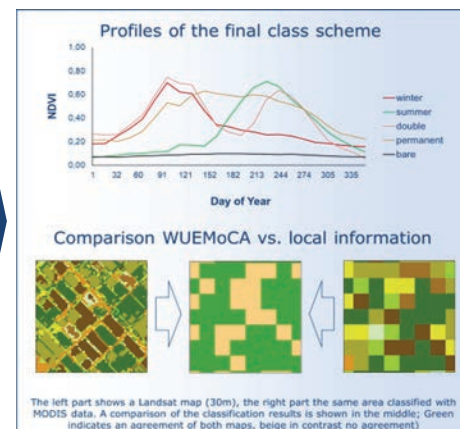 Profiles of the final class scheme
1,00
0,80
0,60
0,40
0,20
0,00
NDVI
1 32 60 91 121 152 182 213 244 274 305 335
Day of Year
winter
summer
double
permanent
bare
Comparison WUEMoCA vs. local information
The left part shows a Landsat map (30m), the right part the same area classified with
MODIS data. A comparison of the classification results is shown in the middle; Green
indicates an agreement of both maps, beige in contrast no agreement)